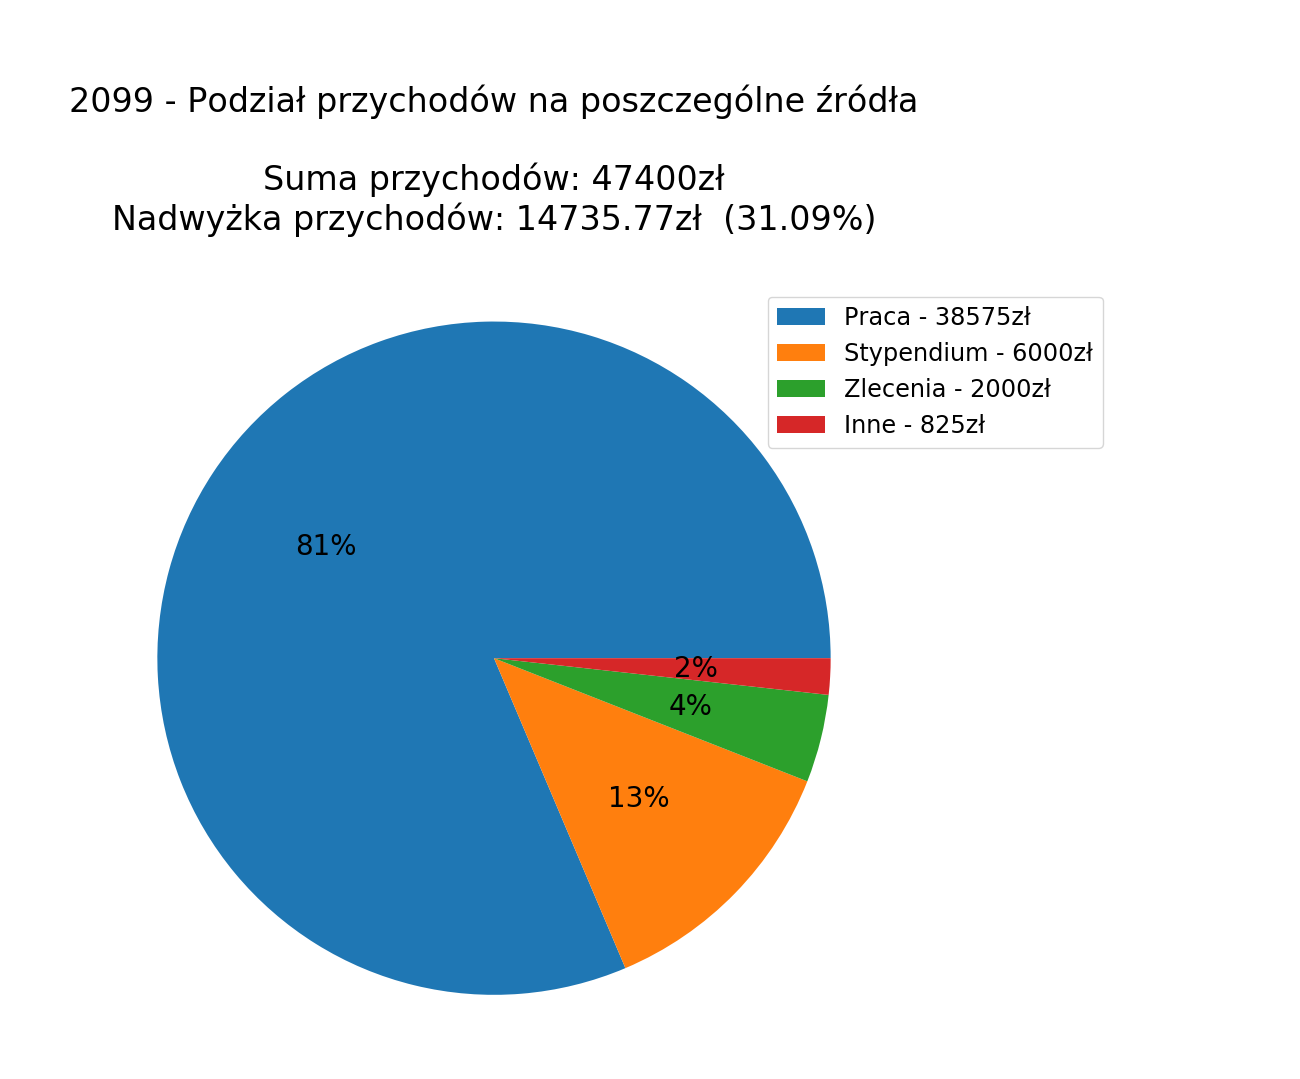 2099 - Podział przychodów na poszczególne źródła
Suma przychodów: 47400zł
Nadwyżka przychodów: 14735.77zł  (31.09%)
Praca - 38575zł
Stypendium - 6000zł
Zlecenia - 2000zł
Inne - 825zł
81%
2%
4%
13%